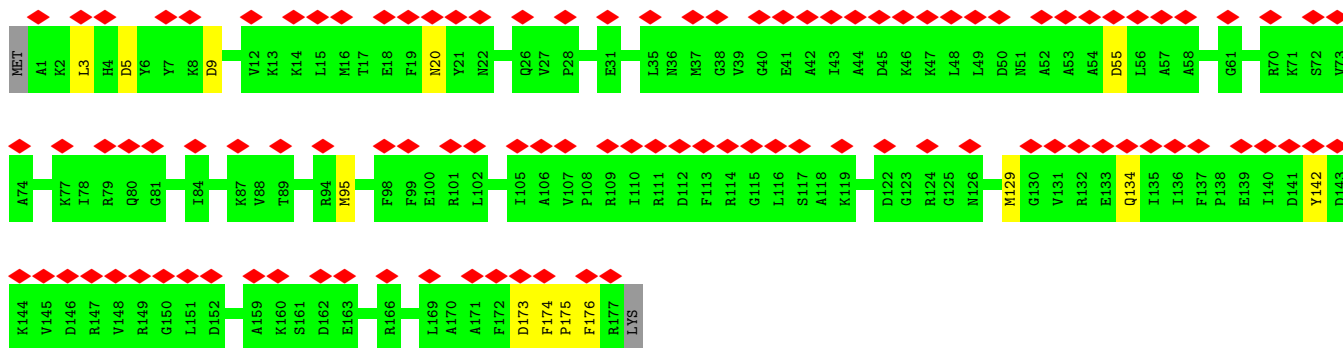 MET A1 K2 L3 H4 D5 Y6 Y7 K8 D9 V12 K13 K14 L15 M16 T17 E18 F19 N20 Y21 N22 Q26 V27 P28 E31 L35 N36 M37 G38 V39 G40 E41 A42 I43 A44 D45 K46 K47 L48 L49 D50 N51 A52 A53 A54 D55 L56 A57 A58 G61 R70 K71 S72 V73
A74 K77 I78 R79 Q80 G81 I84 K87 V88 T89 R94 M95 F98 F99 E100 R101 L102 I105 A106 V107 P108 R109 I110 R111 D112 F113 R114 G115 L116 S117 A118 K119 D122 G123 R124 G125 N126 M129 G130 V131 R132 E133 Q134 I135 I136 F137 P138 E139 I140 D141 Y142 D143
K144 V145 D146 R147 V148 R149 G150 L151 D152 A159 K160 S161 D162 E163 R166 L169 A170 A171 F172 D173 F174 P175 F176 R177 LYS